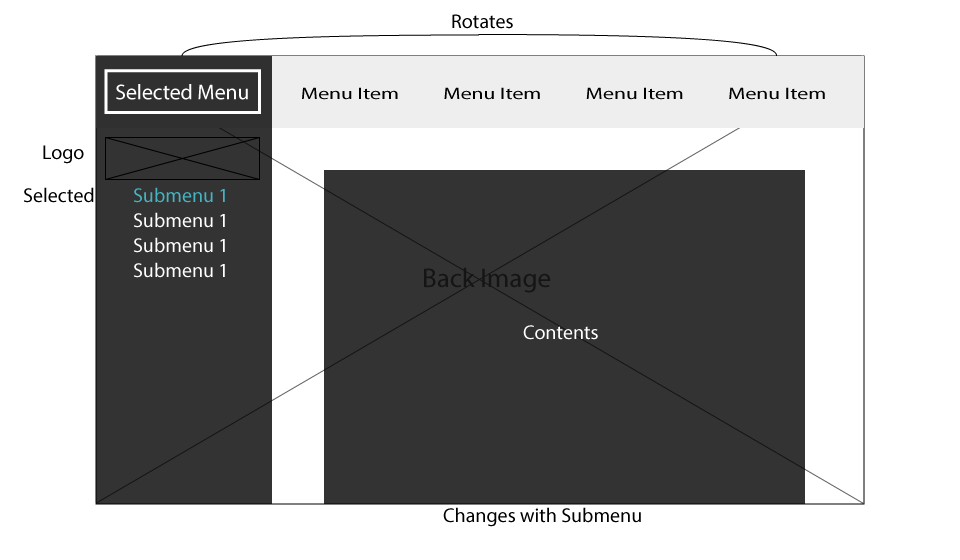 Rotates
Selected Menu
Menu Item
Menu Item
Menu Item
Menu Item
Logo
Selected
Submenu 1
Submenu 1
Submenu 1
Submenu 1
Back Image
Contents
Changes with Submenu